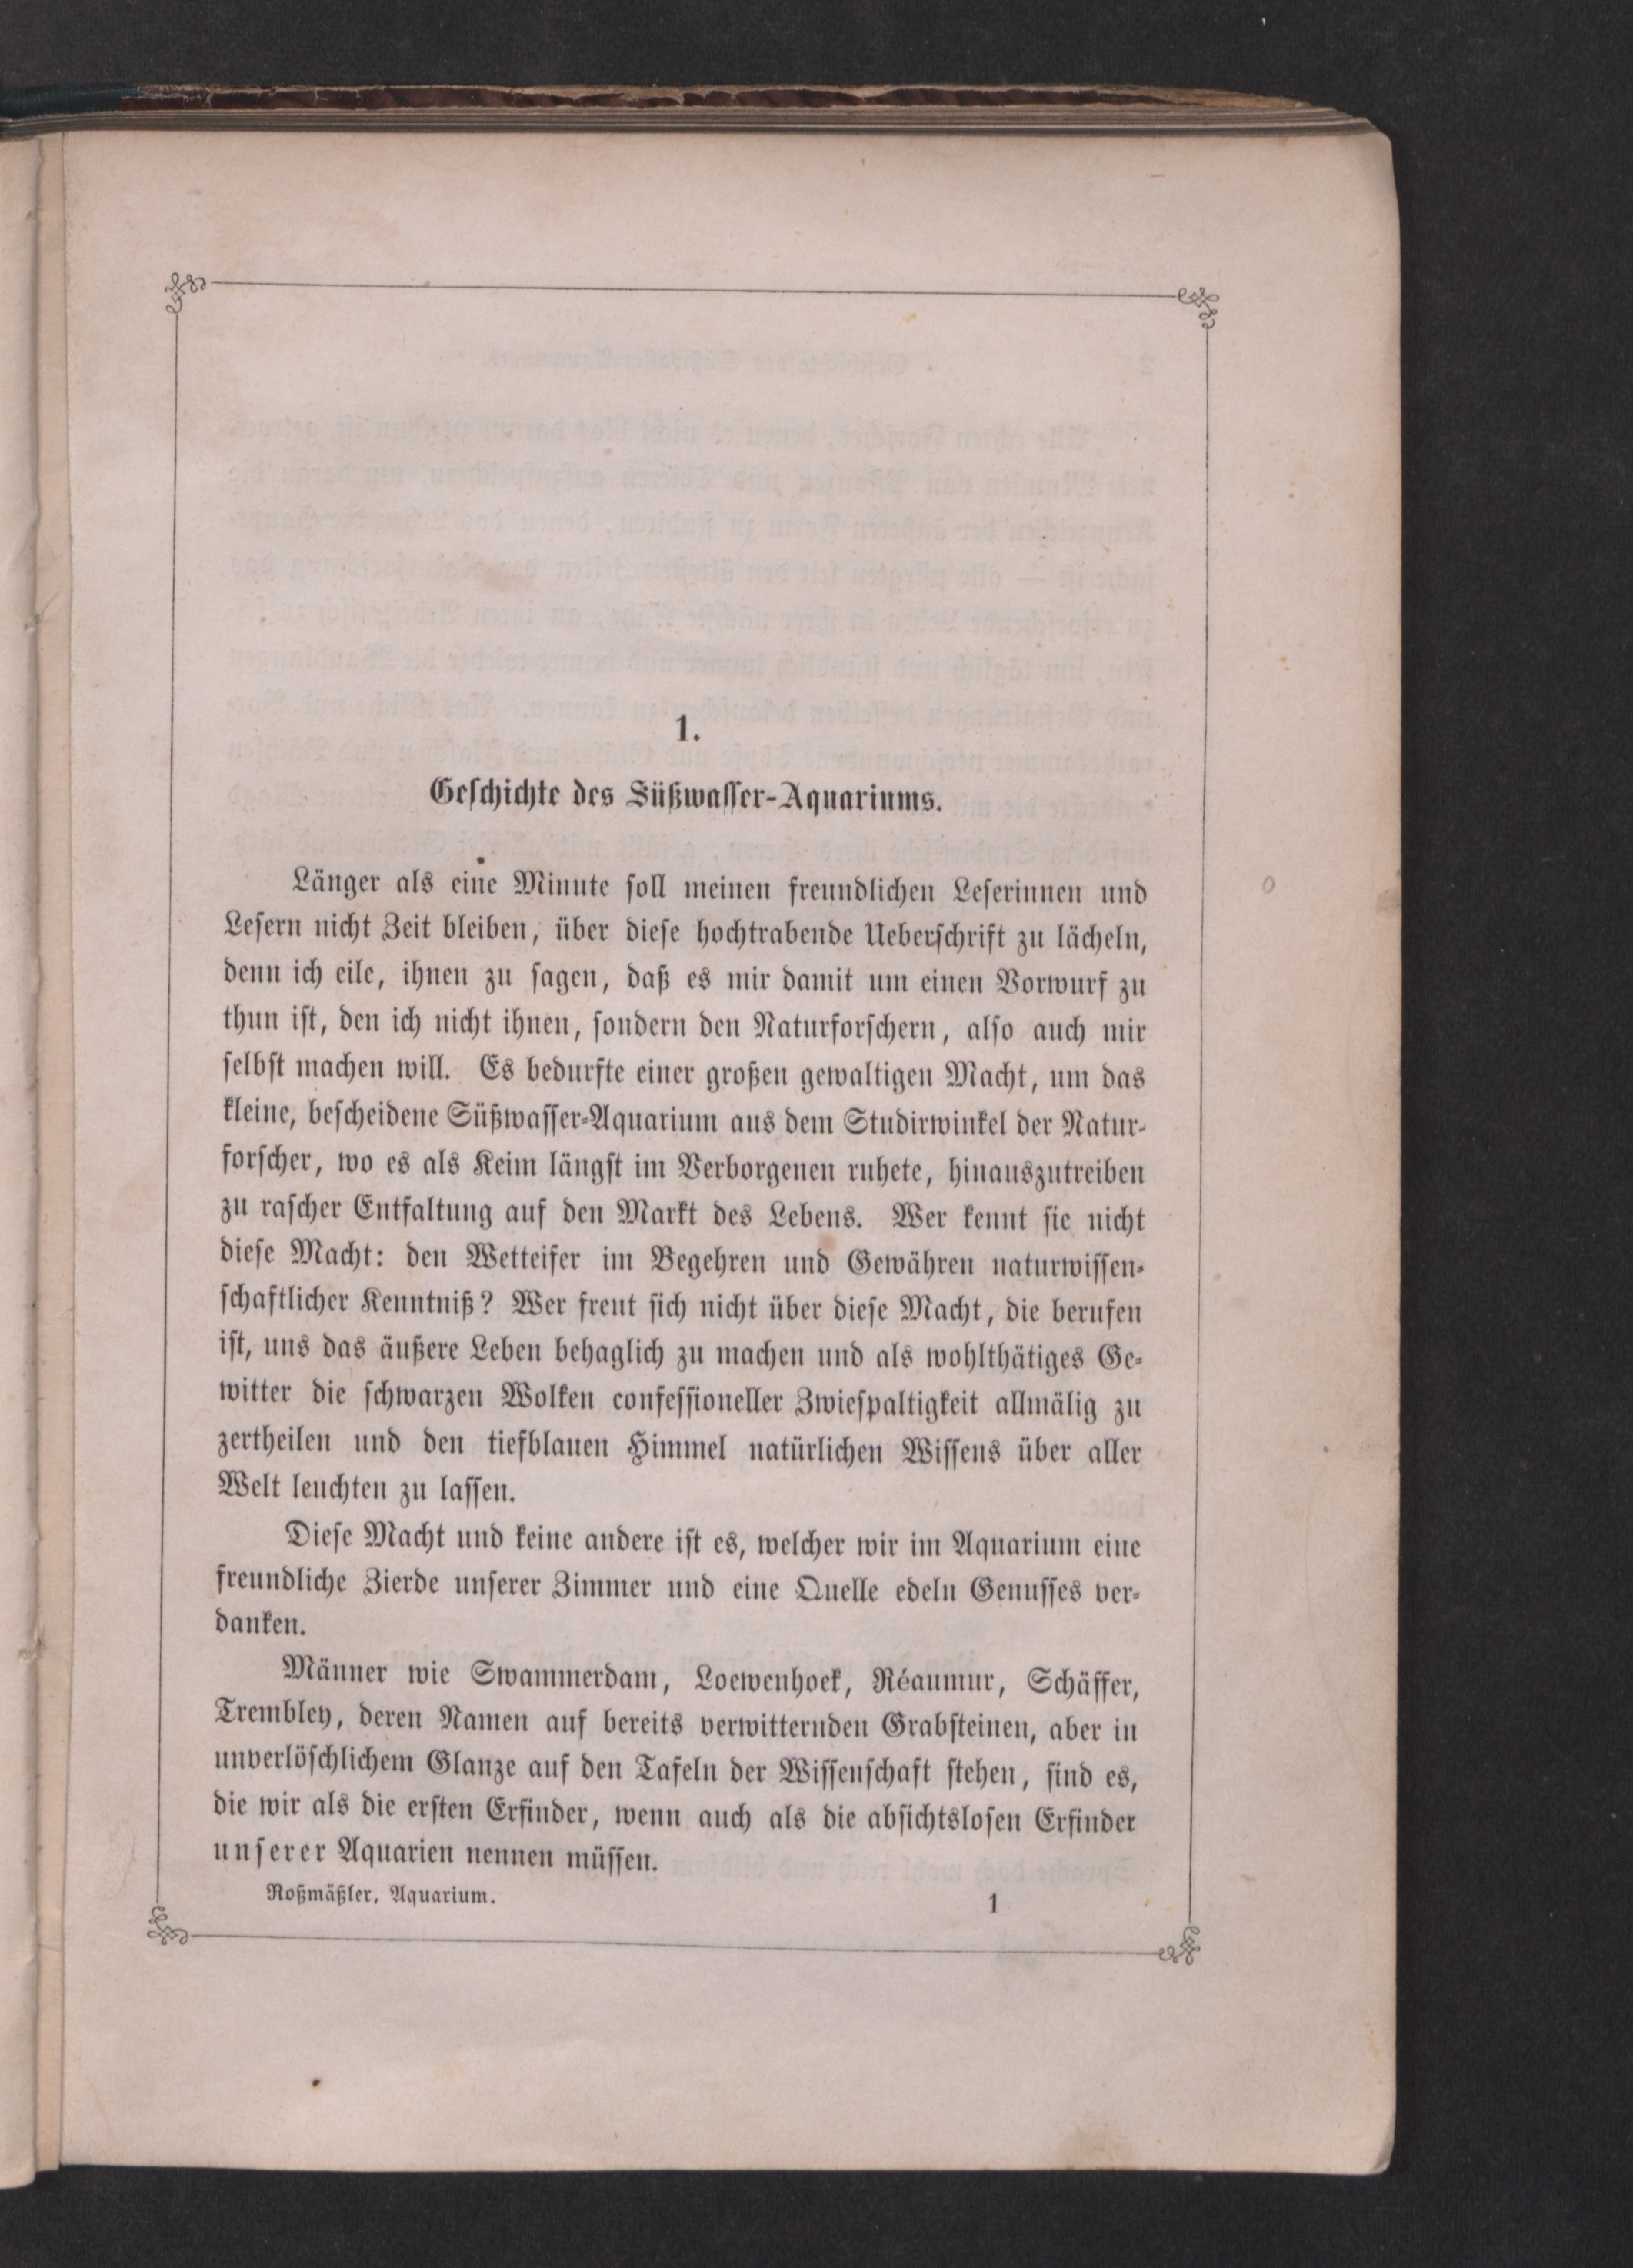 1.
Geſchichte des Süßwaſſer-Aquariums.
Länger als eine Minute ſoll meinen freundlichen Leſerinnen und
Leſern nicht Zeit bleiben, über dieſe hochtrabende Ueberſchrift zu lächeln,
denn ich eile, ihnen zu ſagen, daß es mir damit um einen Vorwurf zu
thun iſt, den ich nicht ihnen, ſondern den Naturforſchern, alſo auch mir
ſelbſt machen will. Es bedurfte einer großen gewaltigen Macht, um das
kleine, beſcheidene Süßwaſſer-Aquarium aus dem Studirwinkel der Natur-
forſcher, wo es als Keim längſt im Verborgenen ruhete, hinauszutreiben
zu raſcher Entfaltung auf den Markt des Lebens. Wer kennt ſie nicht
dieſe Macht: den Wetteifer im Begehren und Gewähren naturwiſſen-
ſchaftlicher Kenntniß? Wer freut ſich nicht über dieſe Macht, die berufen
iſt, uns das äußere Leben behaglich zu machen und als wohlthätiges Ge-
witter die ſchwarzen Wolken confeſſioneller Zwieſpaltigkeit allmälig zu
zertheilen und den tiefblauen Himmel natürlichen Wiſſens über aller
Welt leuchten zu laſſen.
Dieſe Macht und keine andere iſt es, welcher wir im Aquarium eine
freundliche Zierde unſerer Zimmer und eine Quelle edeln Genuſſes ver-
danken.
Männer wie Swammerdam, Loewenhoek, Réaumur, Schäffer,
Trembley, deren Namen auf bereits verwitternden Grabſteinen, aber in
unverlöſchlichem Glanze auf den Tafeln der Wiſſenſchaft ſtehen, ſind es,
die wir als die erſten Erfinder, wenn auch als die abſichtsloſen Erfinder
unſerer Aquarien nennen müſſen.
Roßmäßler, Aquarium. 1